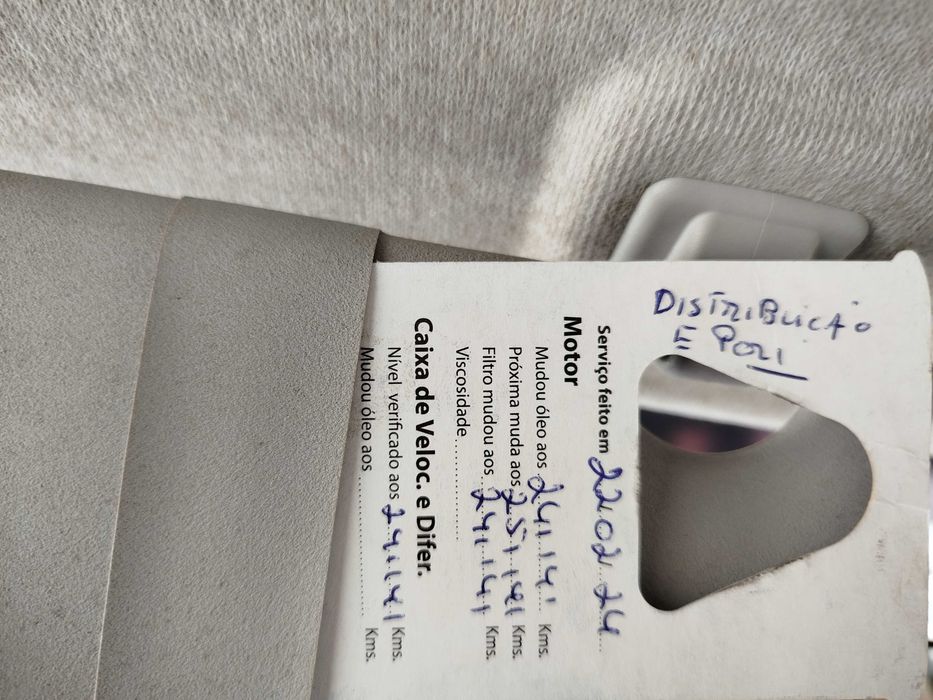 DISTRIBUIÇÃO
E POLI
Serviço feito em 22.02.24
Motor
Mudou óleo aos 241.141 Kms.
Próxima muda aos 251.141 Kms.
Filtro mudou aos 241.141 Kms.
Viscosidade
Caixa de Veloc. e Difer.
Nível verificado aos 241.141 Kms.
Mudou óleo aos Kms.